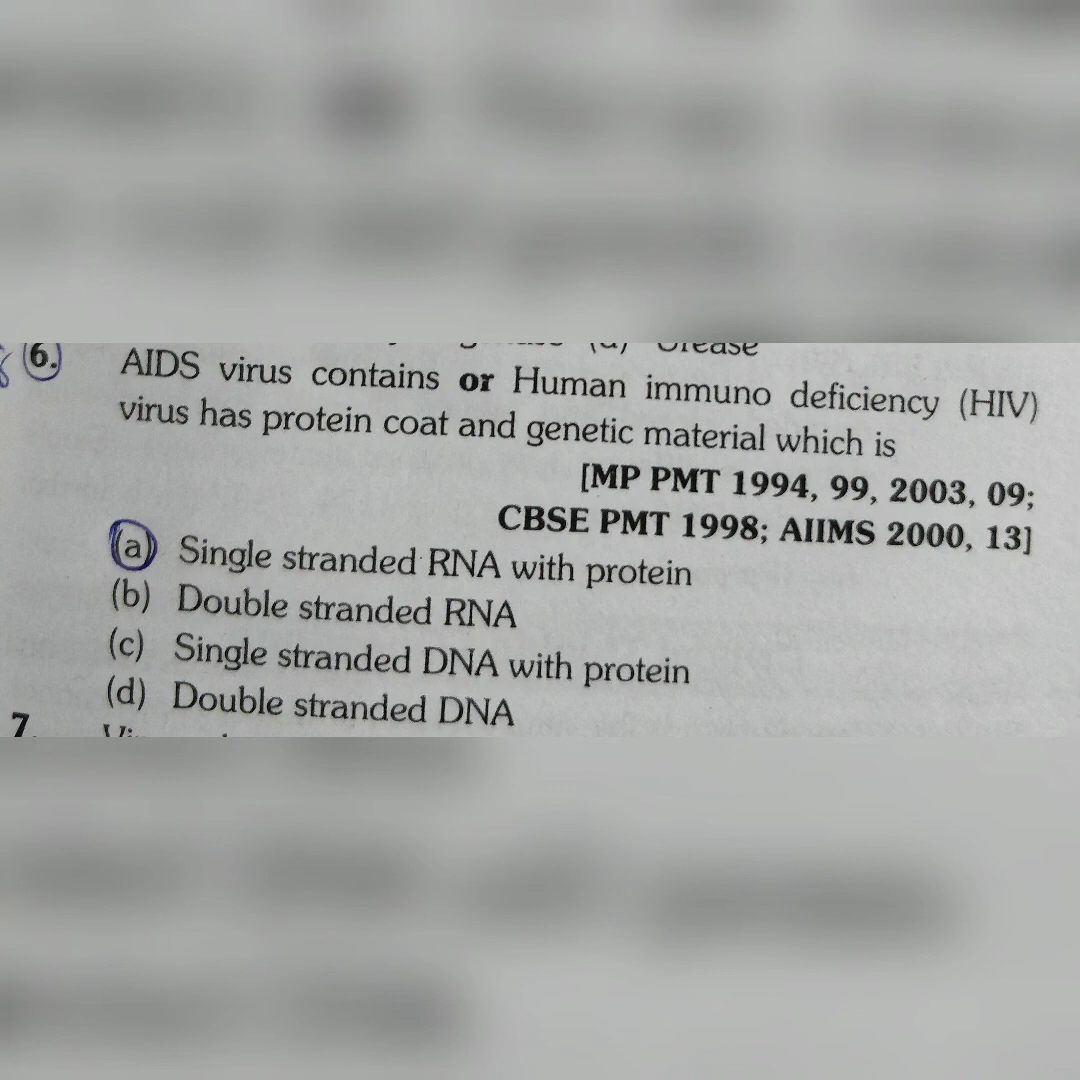 (d) Urease
6. AIDS virus contains or Human immuno deficiency (HIV)
virus has protein coat and genetic material which is
[MP PMT 1994, 99, 2003, 09;
CBSE PMT 1998; AIIMS 2000, 13]
(a) Single stranded RNA with protein
(b) Double stranded RNA
(c) Single stranded DNA with protein
(d) Double stranded DNA
7.